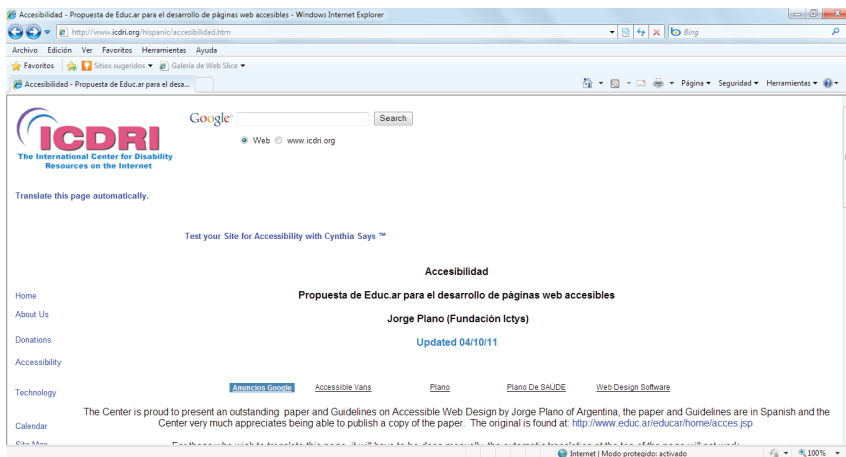 Accesibilidad - Propuesta de Educ.ar para el desarrollo de páginas web accesibles - Windows Internet Explorer
http://www.icdri.org/hispanic/accesibilidad.htm
Bing
Archivo Edición Ver Favoritos Herramientas Ayuda
Favoritos Sitios sugeridos Galería de Web Slice
Accesibilidad - Propuesta de Educ.ar para el desa...
Página Seguridad Herramientas
ICDRI
The International Center for Disability
Resources on the Internet
Google Search
Web www.icdri.org
Translate this page automatically.
Test your Site for Accessibility with Cynthia Says ™
Accesibilidad
Home
Propuesta de Educ.ar para el desarrollo de páginas web accesibles
About Us
Jorge Plano (Fundación Ictys)
Donations
Updated 04/10/11
Accessibility
Technology
Anuncios Google Accessible Vans Plano Plano De SAUDE Web Design Software
The Center is proud to present an outstanding paper and Guidelines on Accessible Web Design by Jorge Plano of Argentina, the paper and Guidelines are in Spanish and the
Calendar
Center very much appreciates being able to publish a copy of the paper. The original is found at: http://www.educ.ar/educar/home/acces.jsp
Internet | Modo protegido: activado 100%